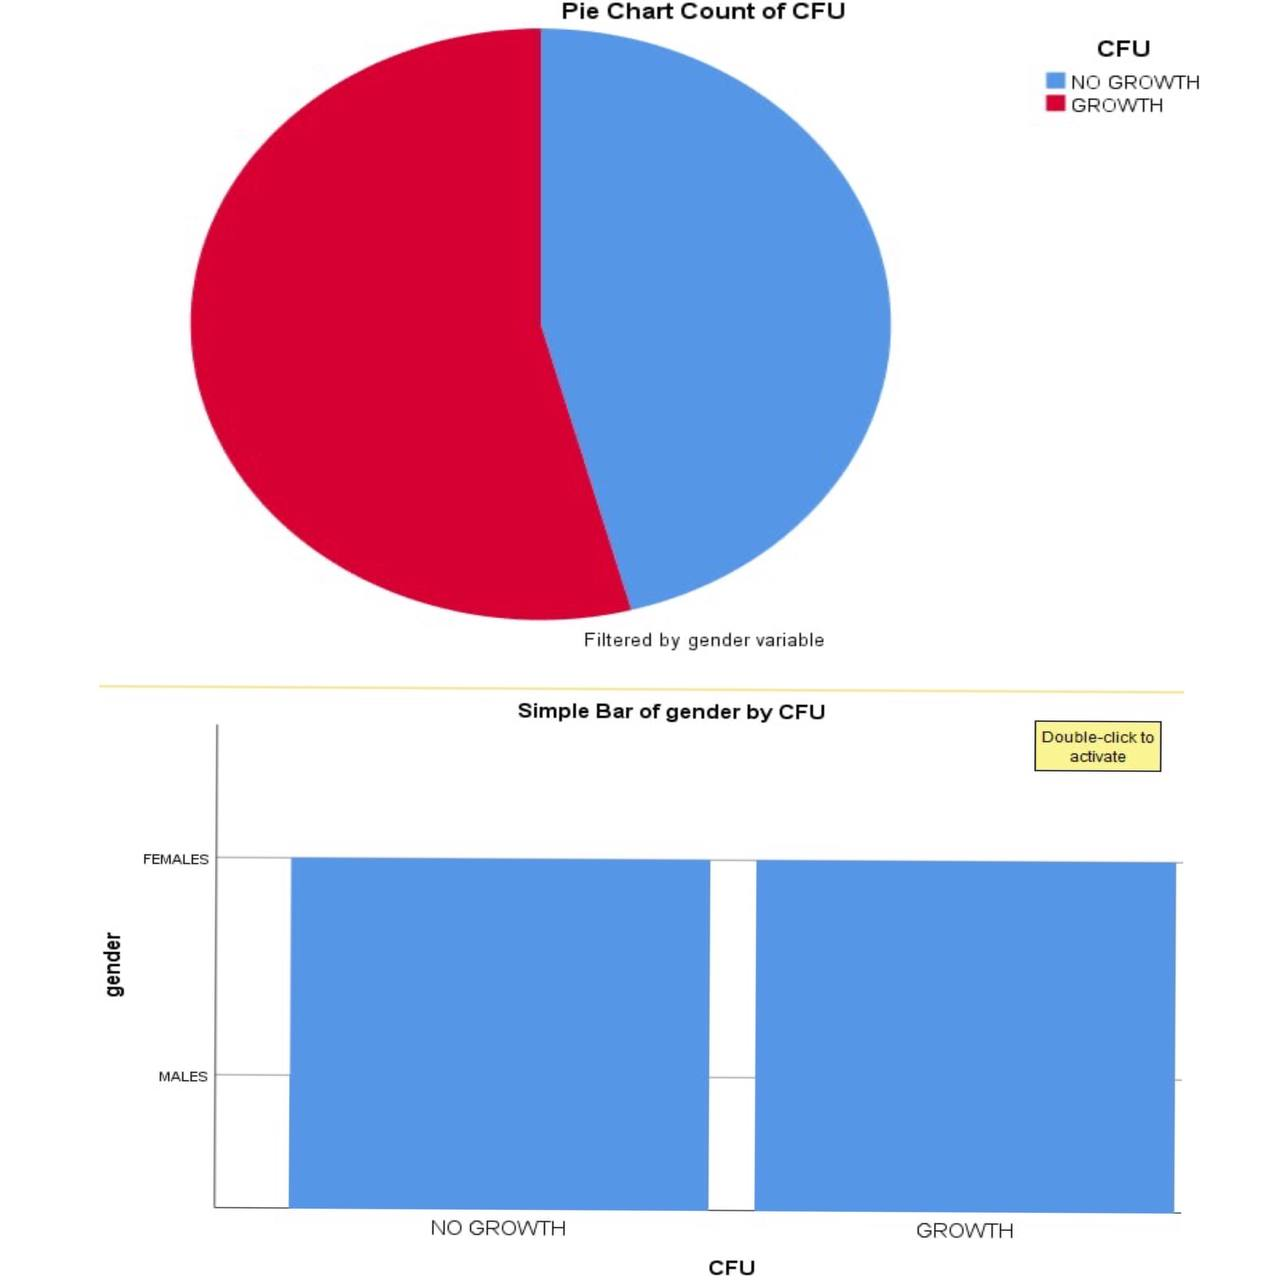 Pie Chart Count of CFU
CFU
NO GROWTH
GROWTH
Filtered by gender variable
Simple Bar of gender by CFU
Double-click to
activate
FEMALES
gender
MALES
NO GROWTH
GROWTH
CFU